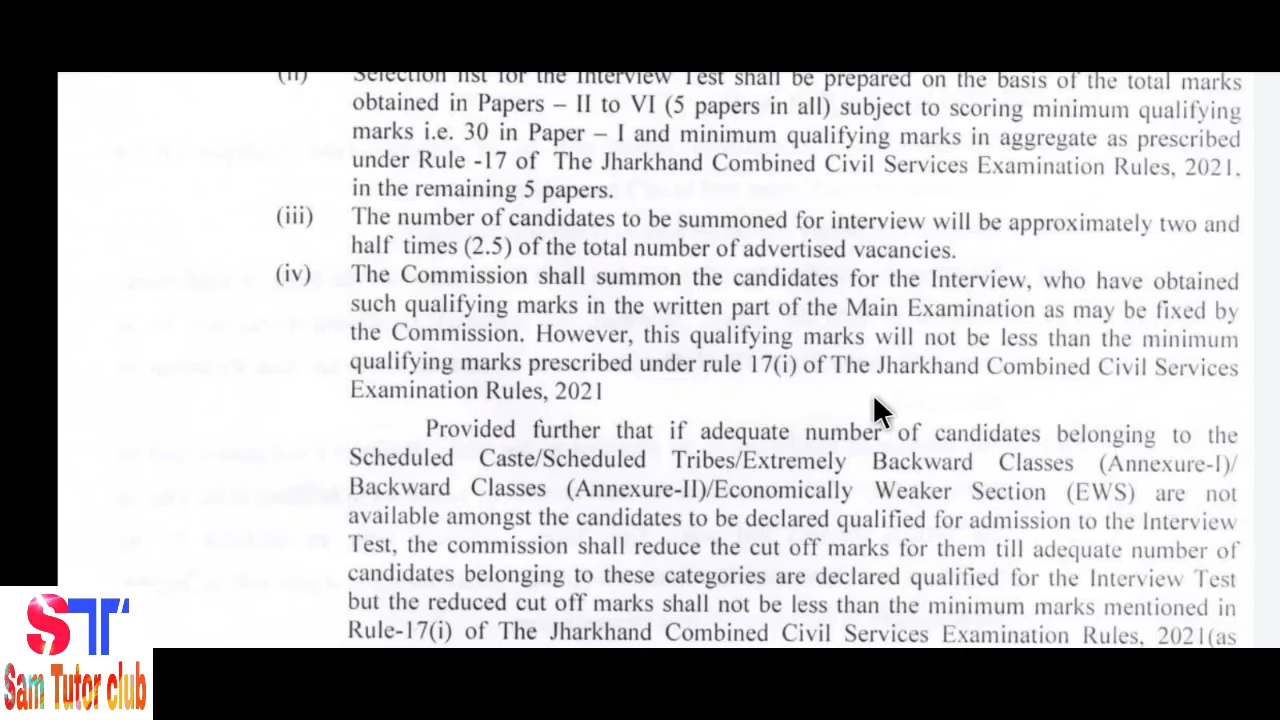 (ii) Selection list for the Interview Test shall be prepared on the basis of the total marks
obtained in Papers – II to VI (5 papers in all) subject to scoring minimum qualifying
marks i.e. 30 in Paper – I and minimum qualifying marks in aggregate as prescribed
under Rule -17 of The Jharkhand Combined Civil Services Examination Rules, 2021,
in the remaining 5 papers.
(iii) The number of candidates to be summoned for interview will be approximately two and
half times (2.5) of the total number of advertised vacancies.
(iv) The Commission shall summon the candidates for the Interview, who have obtained
such qualifying marks in the written part of the Main Examination as may be fixed by
the Commission. However, this qualifying marks will not be less than the minimum
qualifying marks prescribed under rule 17(i) of The Jharkhand Combined Civil Services
Examination Rules, 2021
Provided further that if adequate number of candidates belonging to the
Scheduled Caste/Scheduled Tribes/Extremely Backward Classes (Annexure-I)/
Backward Classes (Annexure-II)/Economically Weaker Section (EWS) are not
available amongst the candidates to be declared qualified for admission to the Interview
Test, the commission shall reduce the cut off marks for them till adequate number of
candidates belonging to these categories are declared qualified for the Interview Test
but the reduced cut off marks shall not be less than the minimum marks mentioned in
Rule-17(i) of The Jharkhand Combined Civil Services Examination Rules, 2021(as
ST
Sam Tutor club